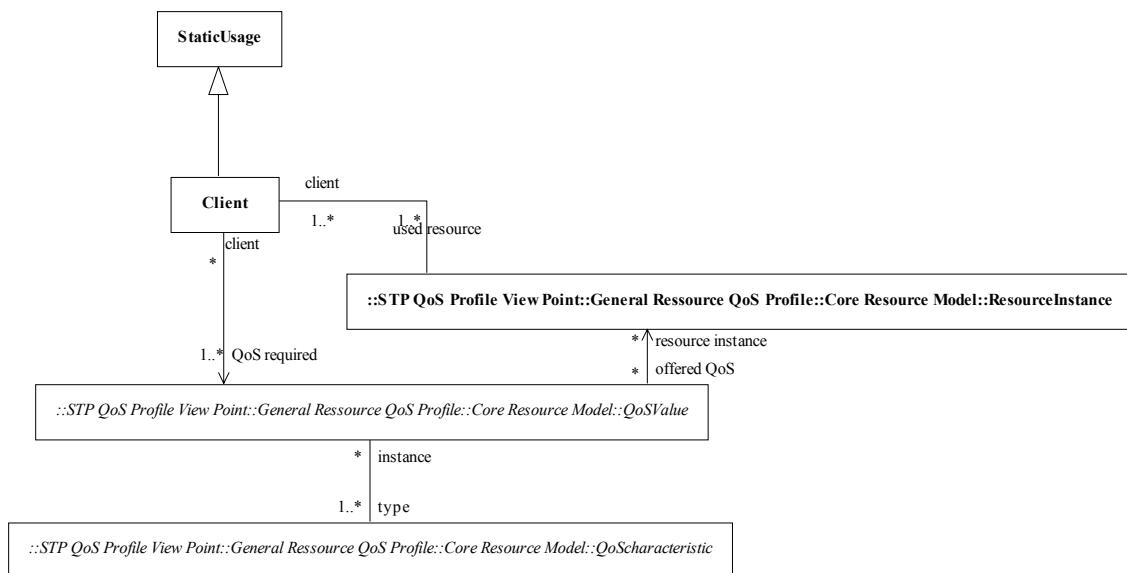 StaticUsage
Client
client
1..*
1..*
used resource
client
*
::STP QoS Profile View Point::General Ressource QoS Profile::Core Resource Model::ResourceInstance
* resource instance
* offered QoS
1..* QoS required
::STP QoS Profile View Point::General Ressource QoS Profile::Core Resource Model::QoSValue
* instance
1..* type
::STP QoS Profile View Point::General Ressource QoS Profile::Core Resource Model::QoScharacteristic